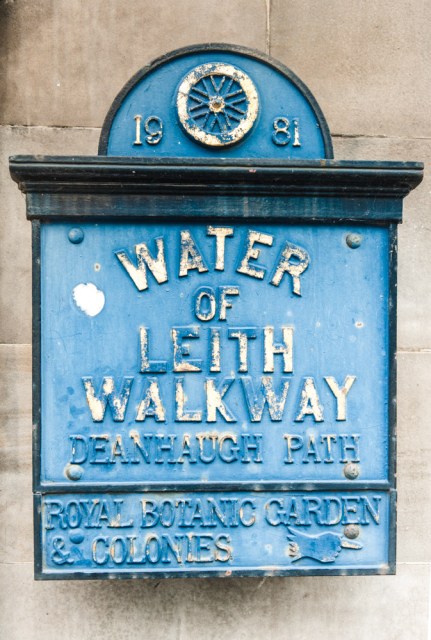 19 81
WATER
OF
LEITH
WALKWAY
DEANHAUGH PATH
ROYAL BOTANIC GARDEN
& COLONIES